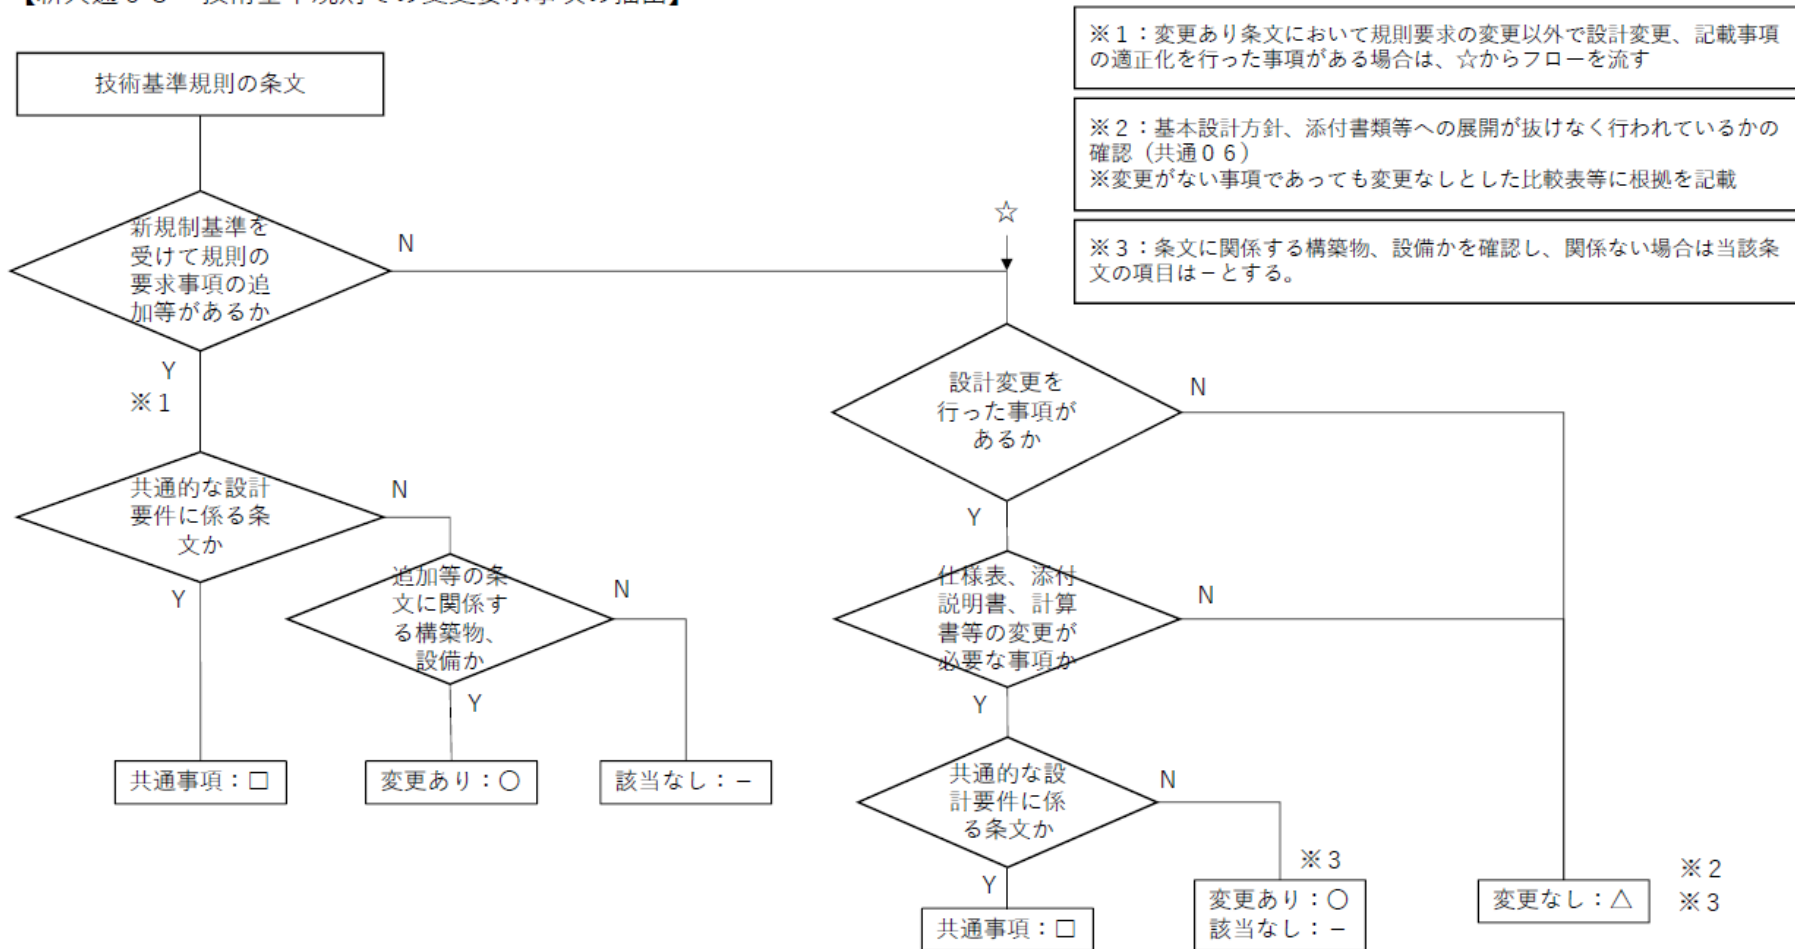 技術基準規則の条文
※１：変更あり条文において規則要求の変更以外で設計変更、記載事項
の適正化を行った事項がある場合は、☆からフローを流す
※２：基本設計方針、添付書類等への展開が抜けなく行われているかの
確認（共通０６）
※変更がない事項であっても変更なしとした比較表等に根拠を記載
※３：条文に関係する構築物、設備かを確認し、関係ない場合は当該条
文の項目は－とする。
新規制基準を
受けて規則の
要求事項の追
加等があるか
N
Y
※１
☆
共通的な設計
要件に係る条
文か
N
Y
追加等の条
文に関係す
る構築物、
設備か
N
Y
共通事項：□
変更あり：〇
該当なし：－
設計変更を
行った事項が
あるか
N
Y
仕様表、添付
説明書、計算
書等の変更が
必要な事項か
N
Y
共通的な設
計要件に係
る条文か
N
Y
※３
共通事項：□
変更あり：〇
該当なし：－
変更なし：△
※２
※３